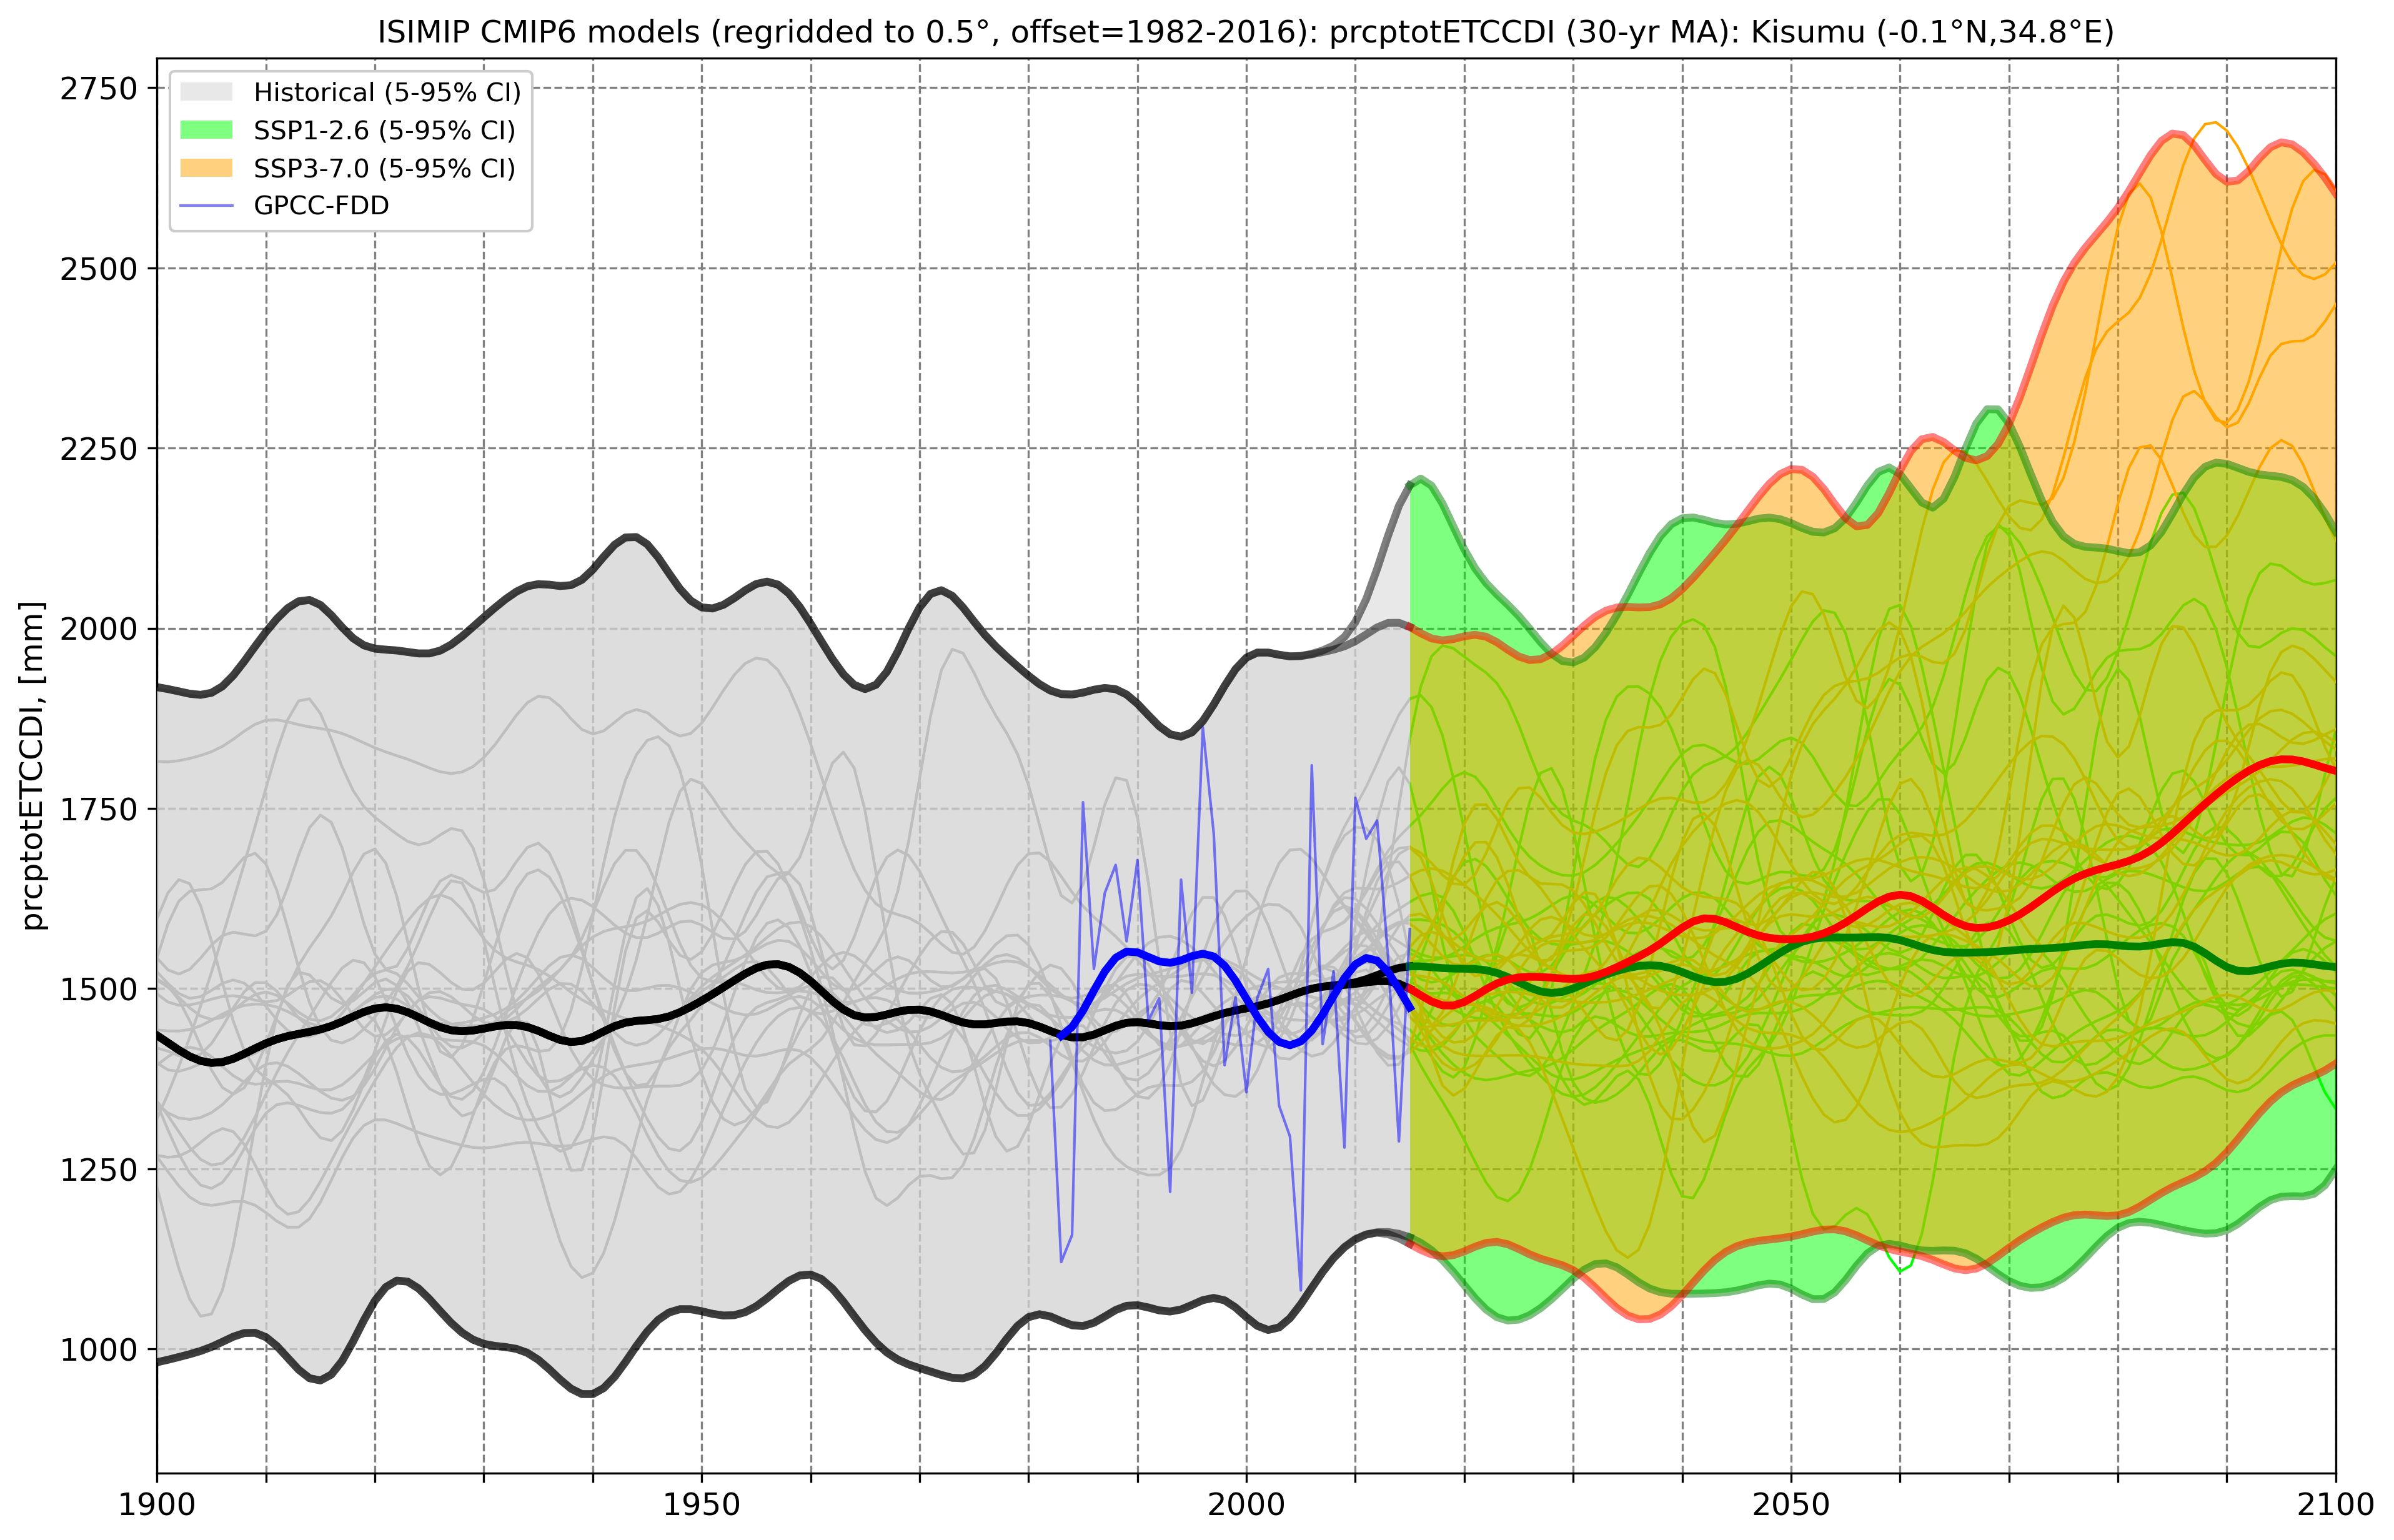 ISIMIP CMIP6 models (regridded to 0.5°, offset=1982-2016): prcptotETCCDI (30-yr MA): Kisumu (-0.1°N,34.8°E)
Historical (5-95% CI)
SSP1-2.6 (5-95% CI)
SSP3-7.0 (5-95% CI)
GPCC-FDD
prcptotETCCDI, [mm]
2750
2500
2250
2000
1750
1500
1250
1000
1900 1950 2000 2050 2100